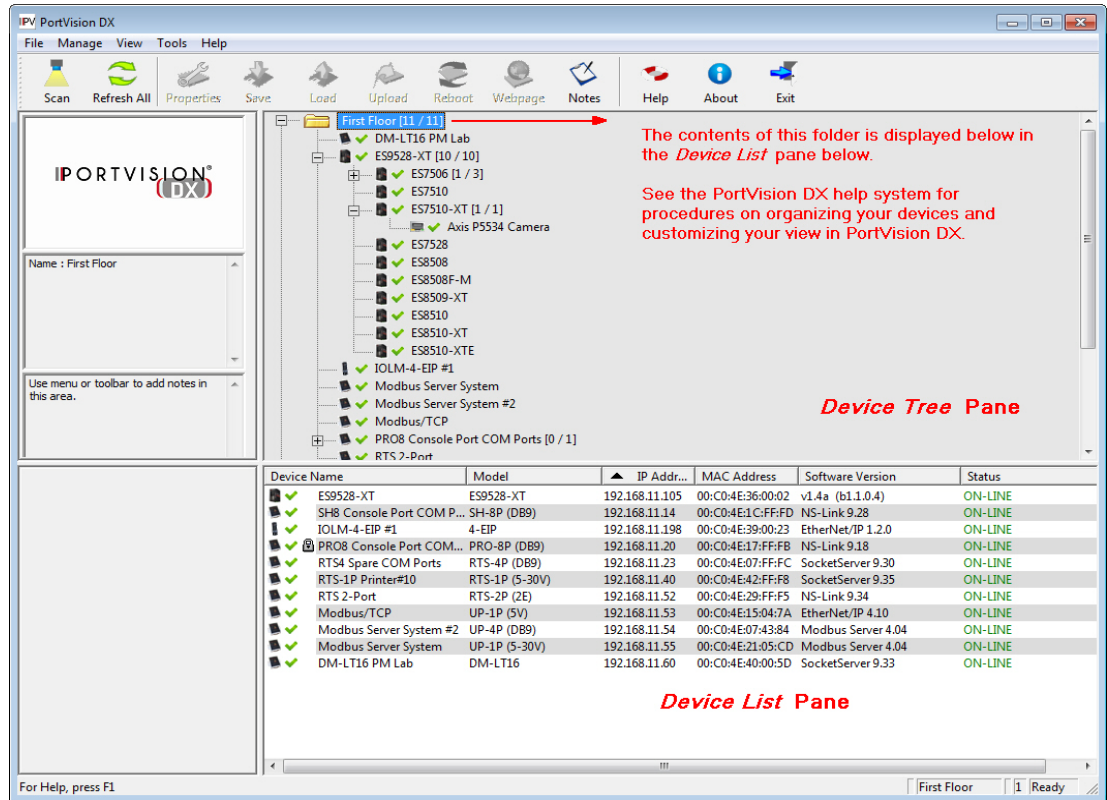 PortVision DX
File Manage View Tools Help
Scan Refresh All Properties Save Load Upload Reboot Webpage Notes Help About Exit
PORTVISION®
DX
Name : First Floor
Use menu or toolbar to add notes in
this area.
First Floor [11 / 11]
DM-LT16 PM Lab
ES9528-XT [10 / 10]
ES7506 [1 / 3]
ES7510
ES7510-XT [1 / 1]
Axis P5534 Camera
ES7528
ES8508
ES8508F-M
ES8509-XT
ES8510
ES8510-XT
ES8510-XTE
IOLM-4-EIP #1
Modbus Server System
Modbus Server System #2
Modbus/TCP
PRO8 Console Port COM Ports [0 / 1]
RTS 2-Port
The contents of this folder is displayed below in
the Device List pane below.
See the PortVision DX help system for
procedures on organizing your devices and
customizing your view in PortVision DX.
Device Tree Pane
Device Name Model IP Addr... MAC Address Software Version Status
ES9528-XT ES9528-XT 192.168.11.105 00:C0:4E:36:00:02 v1.4a (b1.1.0.4) ON-LINE
SH8 Console Port COM P... SH-8P (DB9) 192.168.11.14 00:C0:4E:1C:FF:FD NS-Link 9.28 ON-LINE
IOLM-4-EIP #1 4-EIP 192.168.11.198 00:C0:4E:39:00:23 EtherNet/IP 1.2.0 ON-LINE
PRO8 Console Port COM... PRO-8P (DB9) 192.168.11.20 00:C0:4E:17:FF:FB NS-Link 9.18 ON-LINE
RTS4 Spare COM Ports RTS-4P (DB9) 192.168.11.23 00:C0:4E:07:FF:FC SocketServer 9.30 ON-LINE
RTS-1P Printer#10 RTS-1P (5-30V) 192.168.11.40 00:C0:4E:42:FF:F8 SocketServer 9.35 ON-LINE
RTS 2-Port RTS-2P (2E) 192.168.11.52 00:C0:4E:29:FF:F5 NS-Link 9.34 ON-LINE
Modbus/TCP UP-1P (5V) 192.168.11.53 00:C0:4E:15:04:7A EtherNet/IP 4.10 ON-LINE
Modbus Server System #2 UP-4P (DB9) 192.168.11.54 00:C0:4E:07:43:84 Modbus Server 4.04 ON-LINE
Modbus Server System UP-1P (5-30V) 192.168.11.55 00:C0:4E:21:05:CD Modbus Server 4.04 ON-LINE
DM-LT16 PM Lab DM-LT16 192.168.11.60 00:C0:4E:40:00:5D SocketServer 9.33 ON-LINE
Device List Pane
For Help, press F1
First Floor 1 Ready